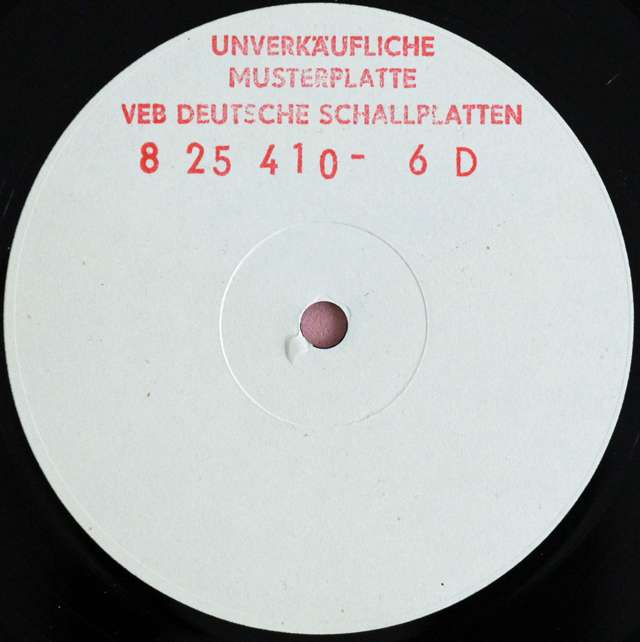 UNVERKÄUFLICHE
MUSTERPLATTE
VEB DEUTSCHE SCHALLPLATTEN
8 25 410- 6 D